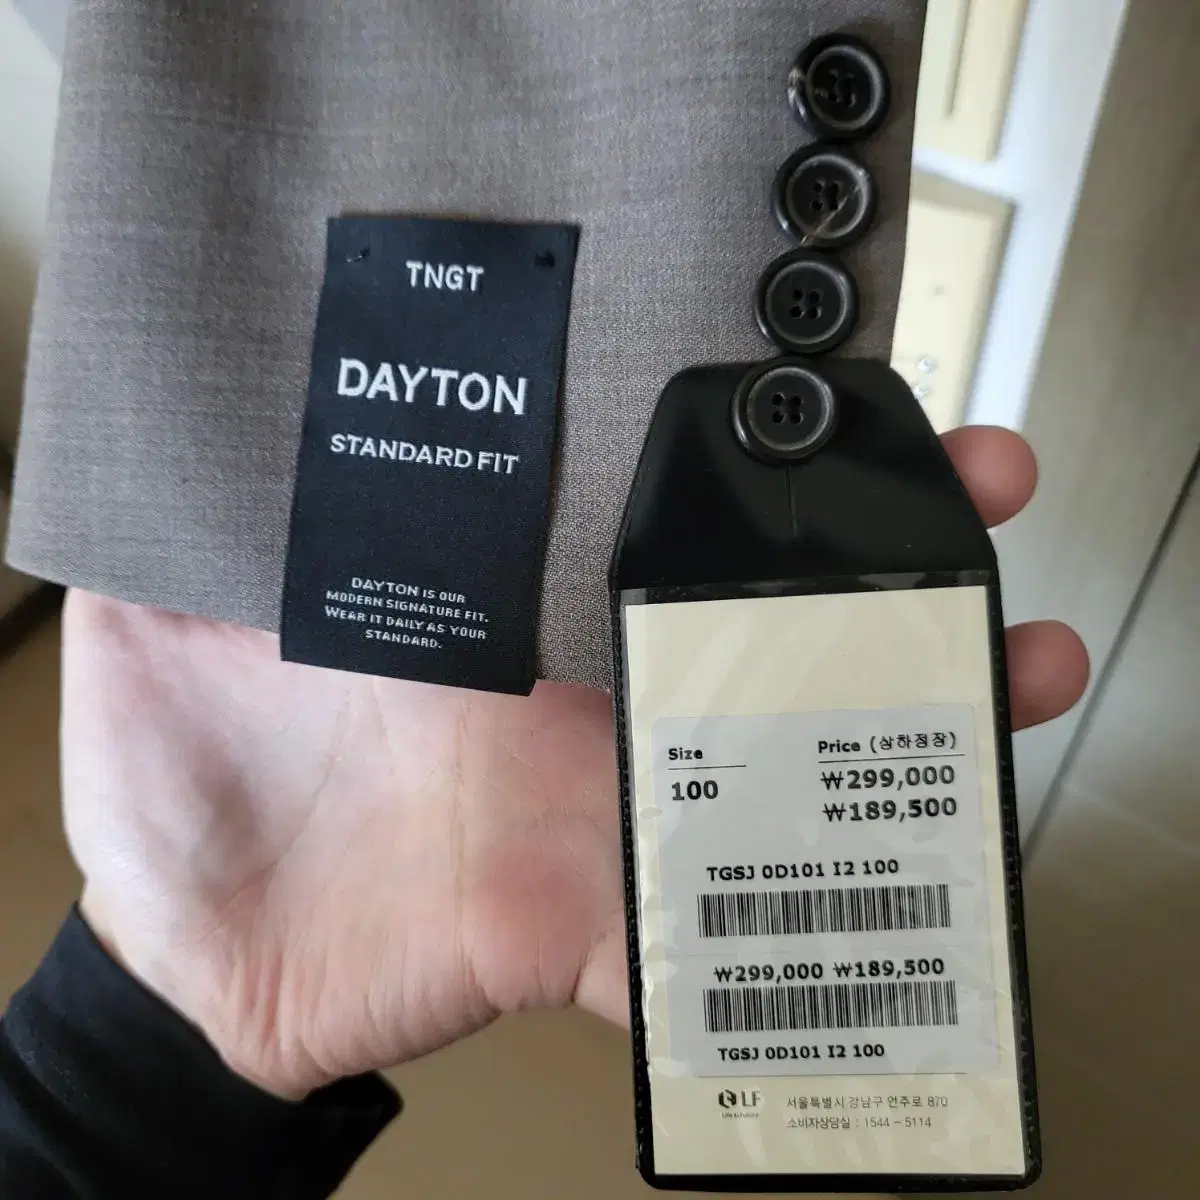 TNGT
DAYTON
STANDARD FIT
DAYTON IS OUR
MODERN SIGNATURE FIT.
WEAR IT DAILY AS YOUR
STANDARD.
Size
Price (상하정장)
100
₩299,000
₩189,500
TGSJ 0D101 I2 100
₩299,000 ₩189,500
TGSJ 0D101 I2 100
LF
서울특별시 강남구 언주로 870
소비자상담실 : 1544 - 5114